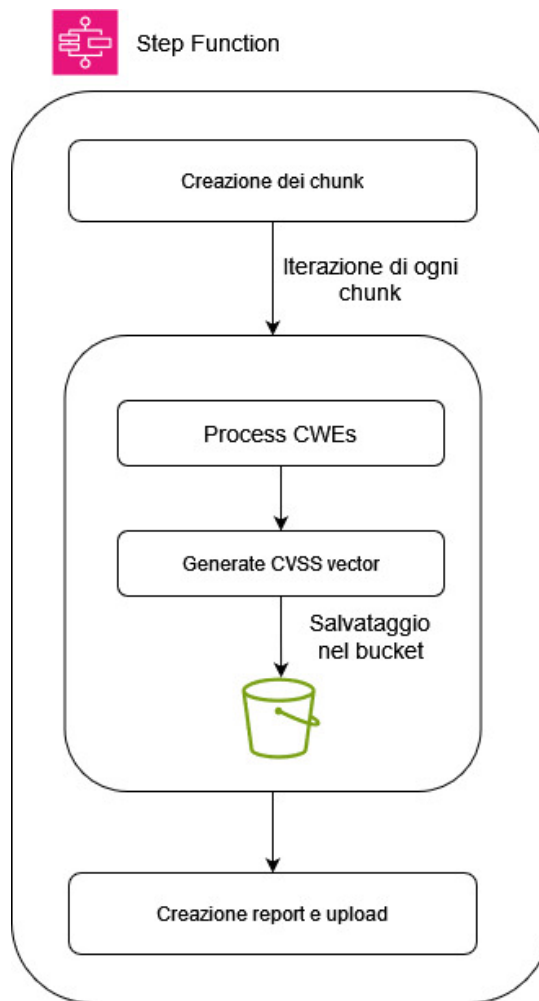 Step Function
Creazione dei chunk
Iterazione di ogni
chunk
Process CWEs
Generate CVSS vector
Salvataggio
nel bucket
Creazione report e upload